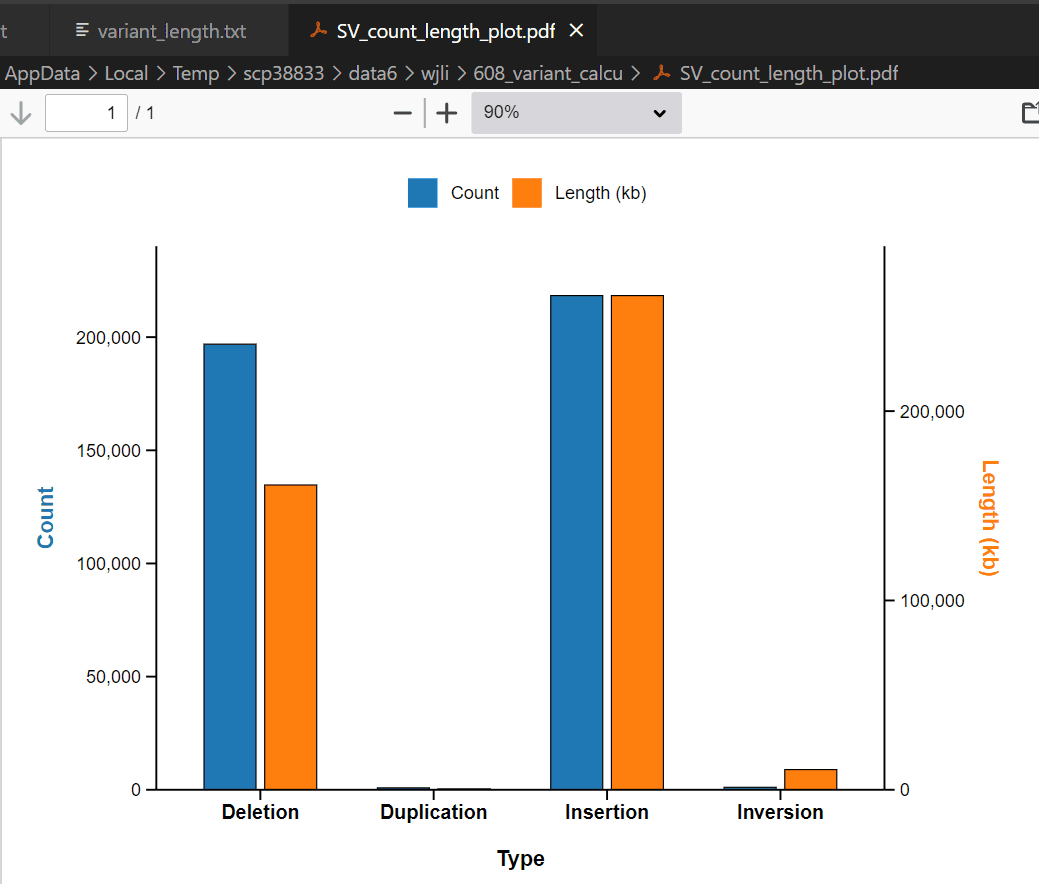 t variant_length.txt SV_count_length_plot.pdf ×
AppData > Local > Temp > scp38833 > data6 > wjli > 608_variant_calcu > SV_count_length_plot.pdf
1 / 1 − + 90%
Count Length (kb)
200,000
150,000
100,000
50,000
0
Count
200,000
100,000
0
Length (kb)
Deletion Duplication Insertion Inversion
Type